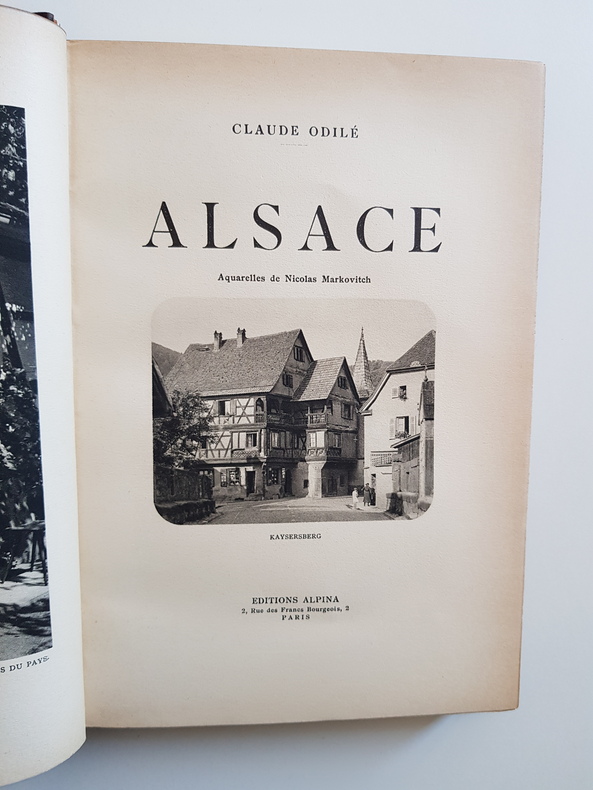 S DU PAYS.
CLAUDE ODILÉ
ALSACE
Aquarelles de Nicolas Markovitch
KAYSERSBERG
EDITIONS ALPINA
2, Rue des Francs Bourgeois, 2
PARIS